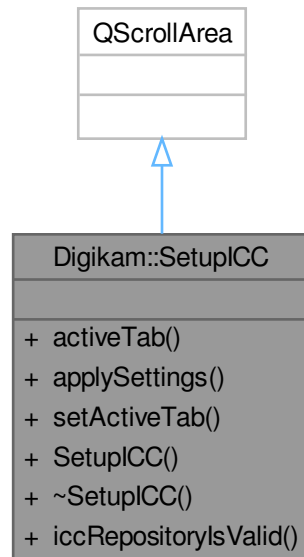 QScrollArea
Digikam::SetupICC
+ activeTab()
+ applySettings()
+ setActiveTab()
+ SetupICC()
+ ~SetupICC()
+ iccRepositoryIsValid()